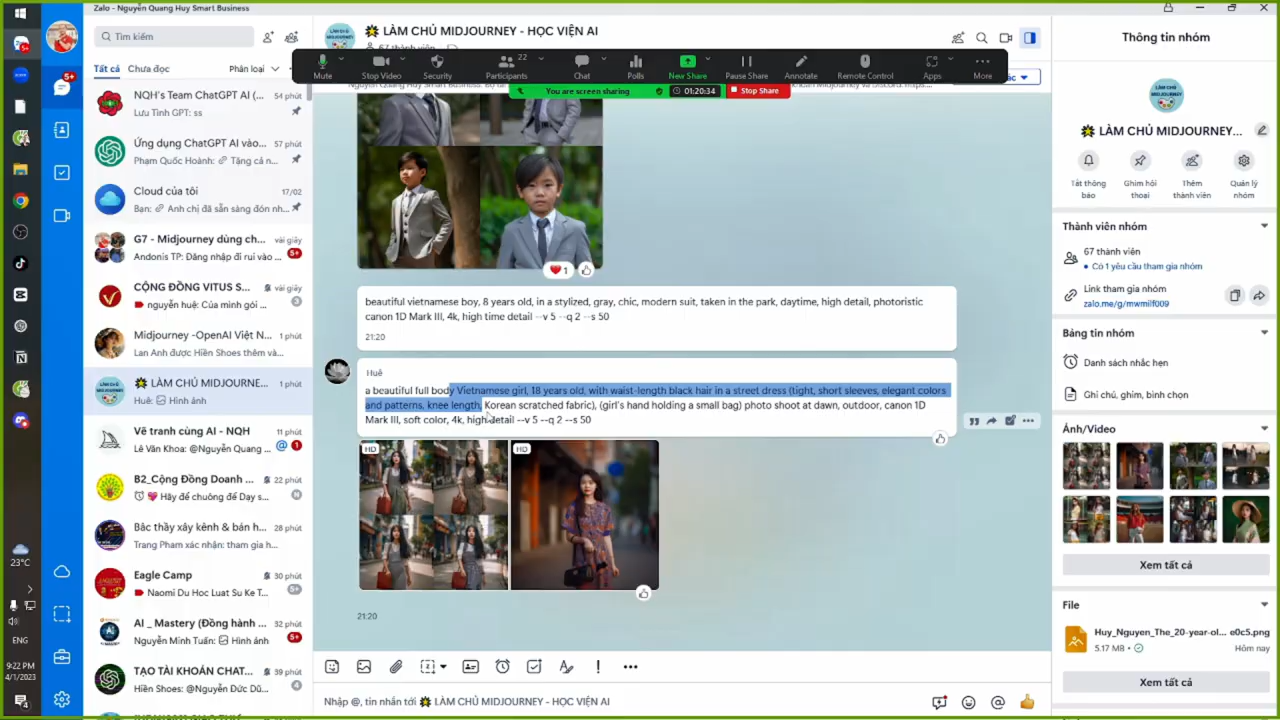 Zalo - Nguyễn Quang Huy Smart Business
Tìm kiếm
Tất cả
Chưa đọc
Phân loại
NQH's Team ChatGPT AI (...
54 phút
Lưu Tình GPT: ss
Ứng dụng ChatGPT AI vào...
57 phút
Phạm Quốc Hoành: Tặng cả n...
Cloud của tôi
17/02
Bạn: Anh chị đã sẵn sàng đón nh...
G7 - Midjourney dùng ch...
vài giây
Andonis TP: Đăng nhập đi rui vào ...
5+
CỘNG ĐỒNG VITUS S...
vài giây
nguyễn huệ: Của mình gói ...
3
Midjourney -OpenAI Việt N...
1 phút
Lan Anh được Hiền Shoes thêm và...
LÀM CHỦ MIDJOURNE...
1 phút
Huê: Hình ảnh
Vẽ tranh cùng AI - NQH
11 phút
Lê Văn Khoa: @Nguyễn Quang ...
@ 1
B2_Cộng Đồng Doanh ...
22 phút
Hãy để chuông để Dạy s...
N
Bậc thầy xây kênh & bán h...
28 phút
Trang Phạm xác nhận: tham gia h...
Eagle Camp
30 phút
Naomi Du Hoc Luat Su Ke T...
9+
AI _ Mastery (Đồng hành ...
32 phút
Nguyễn Minh Tuấn: Hình ảnh
5+
TẠO TÀI KHOẢN CHAT...
39 phút
Hiền Shoes: @Nguyễn Đức Dũ...
4
23°C
ENG
9:22 PM
4/1/2023
LÀM CHỦ MIDJOURNEY - HỌC VIỆN AI
67 thành viên
Mute
Stop Video
Security
Participants
22
Chat
Polls
New Share
Pause Share
Annotate
Remote Control
Apps
More
You are screen sharing
01:20:34
Stop Share
1
beautiful vietnamese boy, 8 years old, in a stylized, gray, chic, modern suit, taken in the park, daytime, high detail, photoristic
canon 1D Mark III, 4k, high time detail --v 5 --q 2 --s 50
21:20
Huê
a beautiful full body Vietnamese girl, 18 years old, with waist-length black hair in a street dress (tight, short sleeves, elegant colors
and patterns, knee length, Korean scratched fabric), (girl's hand holding a small bag) photo shoot at dawn, outdoor, canon 1D
Mark III, soft color, 4k, high detail --v 5 --q 2 --s 50
HD
HD
21:20
Nhập @, tin nhắn tới LÀM CHỦ MIDJOURNEY - HỌC VIỆN AI
Thông tin nhóm
LÀM CHỦ MIDJOURNEY...
Tắt thông báo
Ghim hội thoại
Thêm thành viên
Quản lý nhóm
Thành viên nhóm
67 thành viên
Có 1 yêu cầu tham gia nhóm
Link tham gia nhóm
zalo.me/g/mwmilf009
Bảng tin nhóm
Danh sách nhắc hẹn
Ghi chú, ghim, bình chọn
Ảnh/Video
Xem tất cả
File
Huy_Nguyen_The_20-year-ol... e0c5.png
5.17 MB
Hôm nay
Xem tất cả